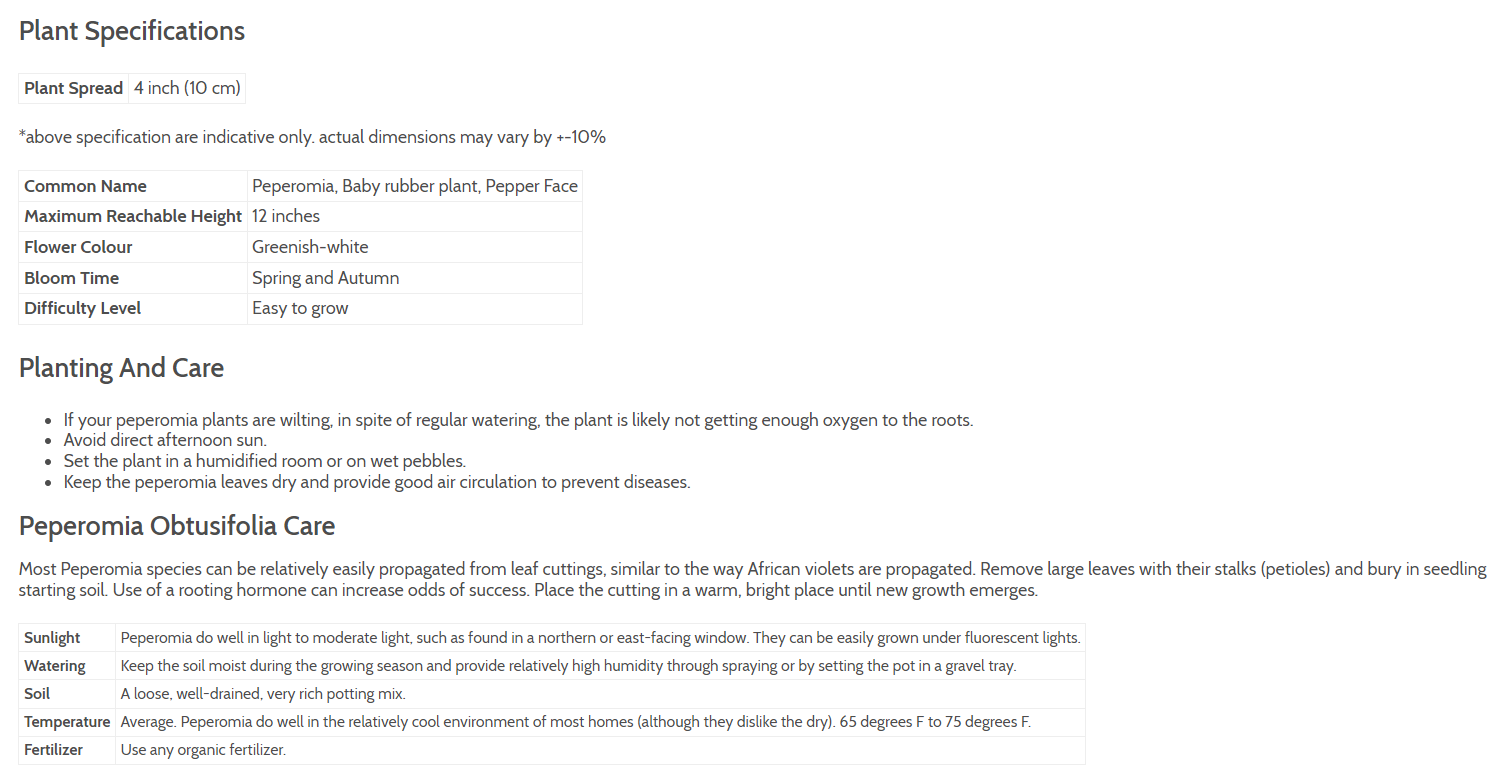 Plant Specifications
Plant Spread 4 inch (10 cm)
*above specification are indicative only. actual dimensions may vary by +-10%
Common Name Peperomia, Baby rubber plant, Pepper Face
Maximum Reachable Height 12 inches
Flower Colour Greenish-white
Bloom Time Spring and Autumn
Difficulty Level Easy to grow
Planting And Care
• If your peperomia plants are wilting, in spite of regular watering, the plant is likely not getting enough oxygen to the roots.
• Avoid direct afternoon sun.
• Set the plant in a humidified room or on wet pebbles.
• Keep the peperomia leaves dry and provide good air circulation to prevent diseases.
Peperomia Obtusifolia Care
Most Peperomia species can be relatively easily propagated from leaf cuttings, similar to the way African violets are propagated. Remove large leaves with their stalks (petioles) and bury in seedling
starting soil. Use of a rooting hormone can increase odds of success. Place the cutting in a warm, bright place until new growth emerges.
Sunlight Peperomia do well in light to moderate light, such as found in a northern or east-facing window. They can be easily grown under fluorescent lights.
Watering Keep the soil moist during the growing season and provide relatively high humidity through spraying or by setting the pot in a gravel tray.
Soil A loose, well-drained, very rich potting mix.
Temperature Average. Peperomia do well in the relatively cool environment of most homes (although they dislike the dry). 65 degrees F to 75 degrees F.
Fertilizer Use any organic fertilizer.